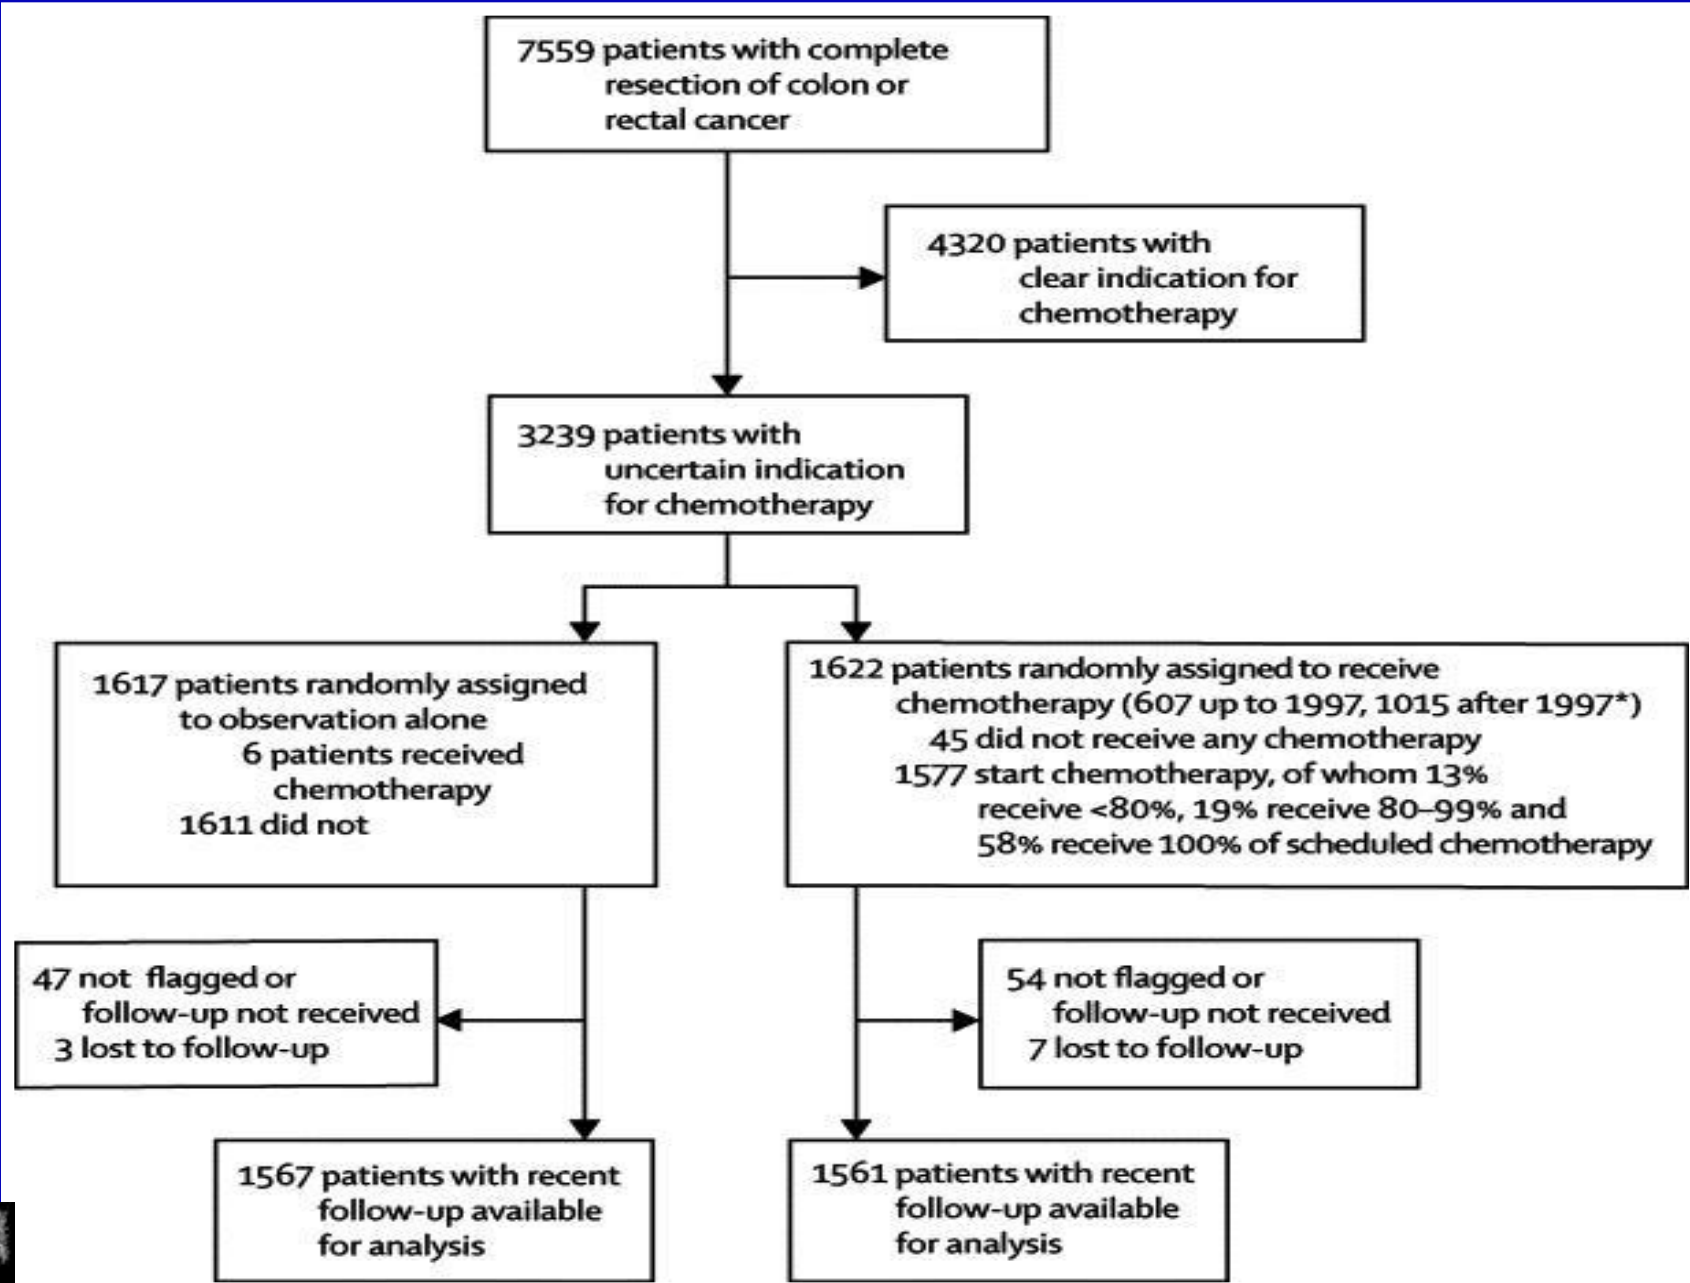 7559 patients with complete
resection of colon or
rectal cancer
4320 patients with
clear indication for
chemotherapy
3239 patients with
uncertain indication
for chemotherapy
1617 patients randomly assigned
to observation alone
6 patients received
chemotherapy
1611 did not
1622 patients randomly assigned to receive
chemotherapy (607 up to 1997, 1015 after 1997*)
45 did not receive any chemotherapy
1577 start chemotherapy, of whom 13%
receive <80%, 19% receive 80–99% and
58% receive 100% of scheduled chemotherapy
47 not flagged or
follow-up not received
3 lost to follow-up
54 not flagged or
follow-up not received
7 lost to follow-up
1567 patients with recent
follow-up available
for analysis
1561 patients with recent
follow-up available
for analysis